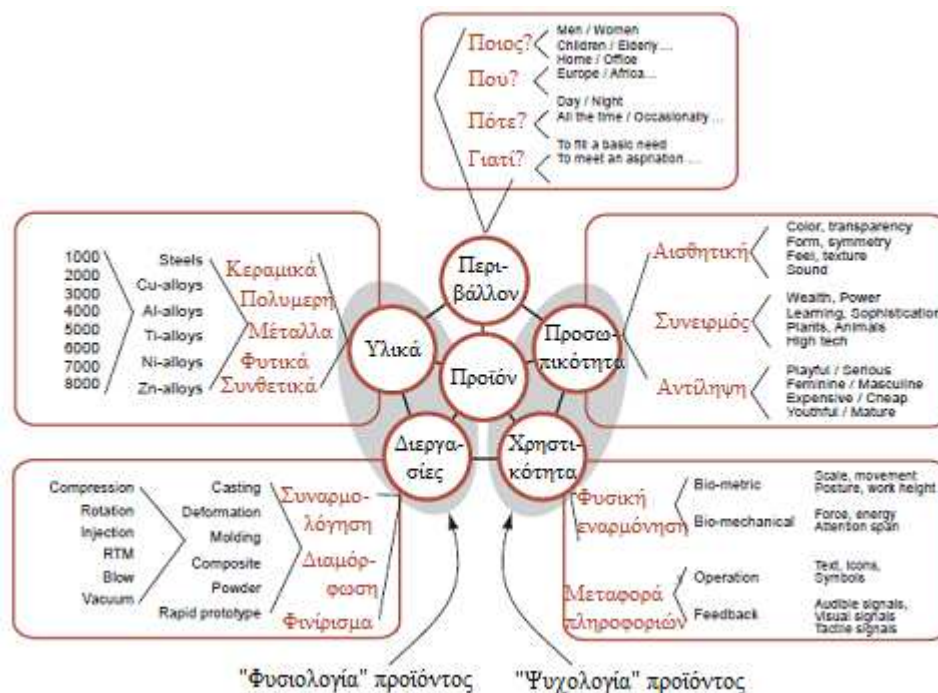 Ποιος?
Men / Women
Children / Elderly ...
Home / Office
Που?
Europe / Africa...
Πότε?
Day / Night
All the time / Occasionally ...
Γιατί?
To fill a basic need
To meet an aspriation ...
1000
2000
3000
4000
5000
6000
7000
8000
Steels
Cu-alloys
Al-alloys
Ti-alloys
Ni-alloys
Zn-alloys
Κεραμικά
Πολυμερη
Μέταλλα
Φυτικά
Συνθετικά
Περι-
βάλλον
Υλικά
Προϊόν
Προσω-
πικότητα
Διεργα-
σίες
Χρηστι-
κότητα
Αισθητική
Color, transparency
Form, symmetry
Feel, texture
Sound
Συνειρμός
Wealth, Power
Learning, Sophistication
Plants, Animals
High tech
Αντίληψη
Playful / Serious
Feminine / Masculine
Expensive / Cheap
Youthful / Mature
Compression
Rotation
Injection
RTM
Blow
Vacuum
Casting
Deformation
Molding
Composite
Powder
Rapid prototype
Συναρμο-
λόγηση
Διαμόρ-
φωση
Φινίρισμα
Φυσική
εναρμόνηση
Bio-metric
Scale, movement
Posture, work height
Bio-mechanical
Force, energy
Attention span
Μεταφορά
πληροφοριών
Operation
Text, Icons,
Symbols
Feedback
Audible signals,
Visual signals
Tactile signals
"Φυσιολογία" προϊόντος
"Ψυχολογία" προϊόντος